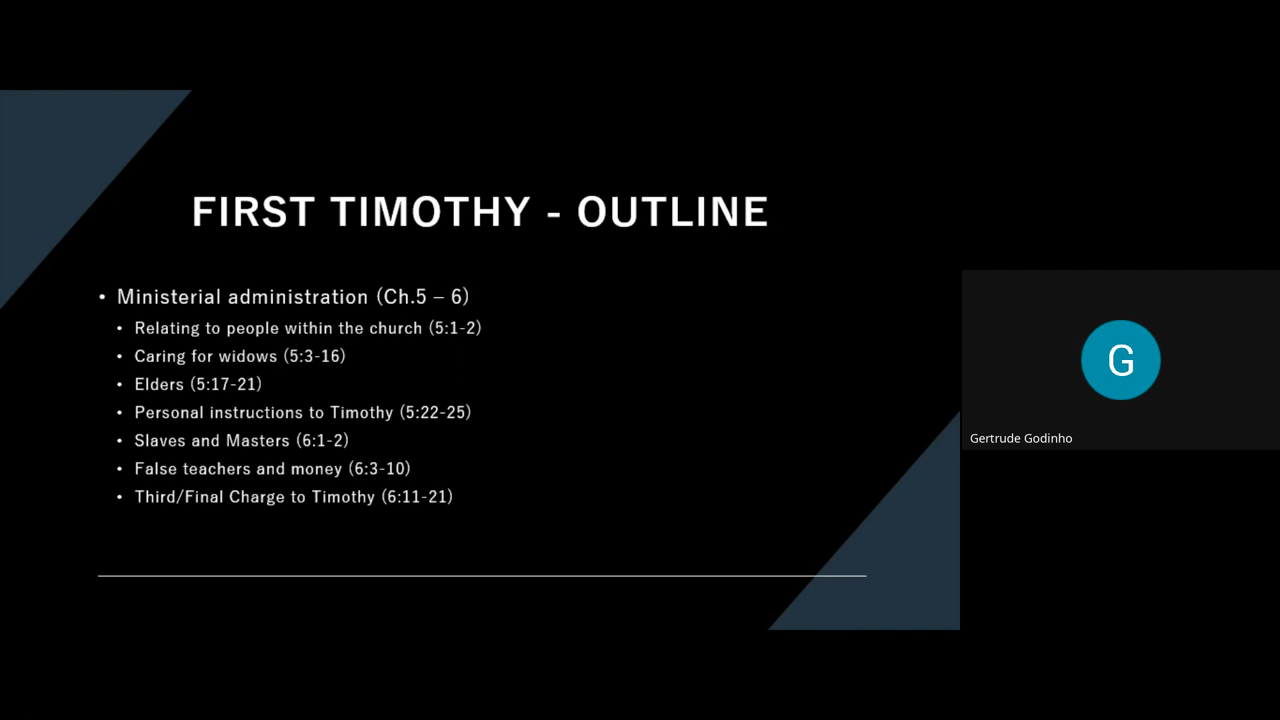 FIRST TIMOTHY - OUTLINE
• Ministerial administration (Ch.5 – 6)
• Relating to people within the church (5:1-2)
• Caring for widows (5:3-16)
• Elders (5:17-21)
• Personal instructions to Timothy (5:22-25)
• Slaves and Masters (6:1-2)
• False teachers and money (6:3-10)
• Third/Final Charge to Timothy (6:11-21)
G
Gertrude Godinho